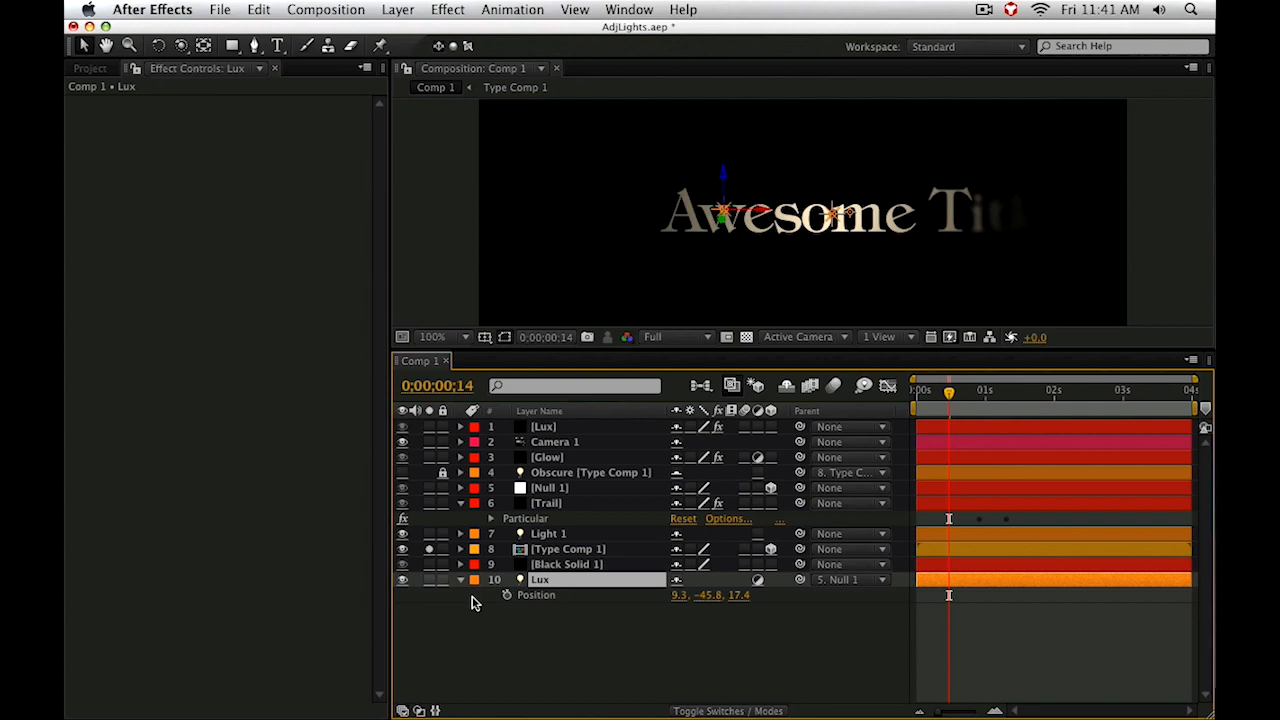 After Effects File Edit Composition Layer Effect Animation View Window Help Fri 11:41 AM
AdjLights.aep *
Workspace: Standard Search Help
Project Effect Controls: Lux Composition: Comp 1
Comp 1 • Lux Comp 1 Type Comp 1
Awesome Tit
100% 0;00;00;14 Full Active Camera 1 View +0.0
Comp 1
0;00;00;14 :00s 01s 02s 03s 04s
# Layer Name fx Parent
1 [Lux] fx None
2 Camera 1 None
3 [Glow] fx None
4 Obscure [Type Comp 1] 8. Type C...
5 [Null 1] None
6 [Trail] fx None
fx Particular Reset Options... ...
7 Light 1 None
8 [Type Comp 1] None
9 [Black Solid 1] None
10 Lux 5. Null 1
Position 9.3, -45.8, 17.4
Toggle Switches / Modes